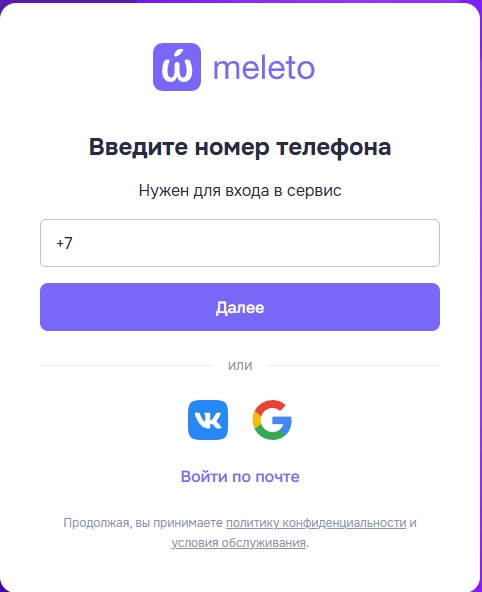 meleto
Введите номер телефона
Нужен для входа в сервис
+7
Далее
или
Войти по почте
Продолжая, вы принимаете политику конфиденциальности и
условия обслуживания.